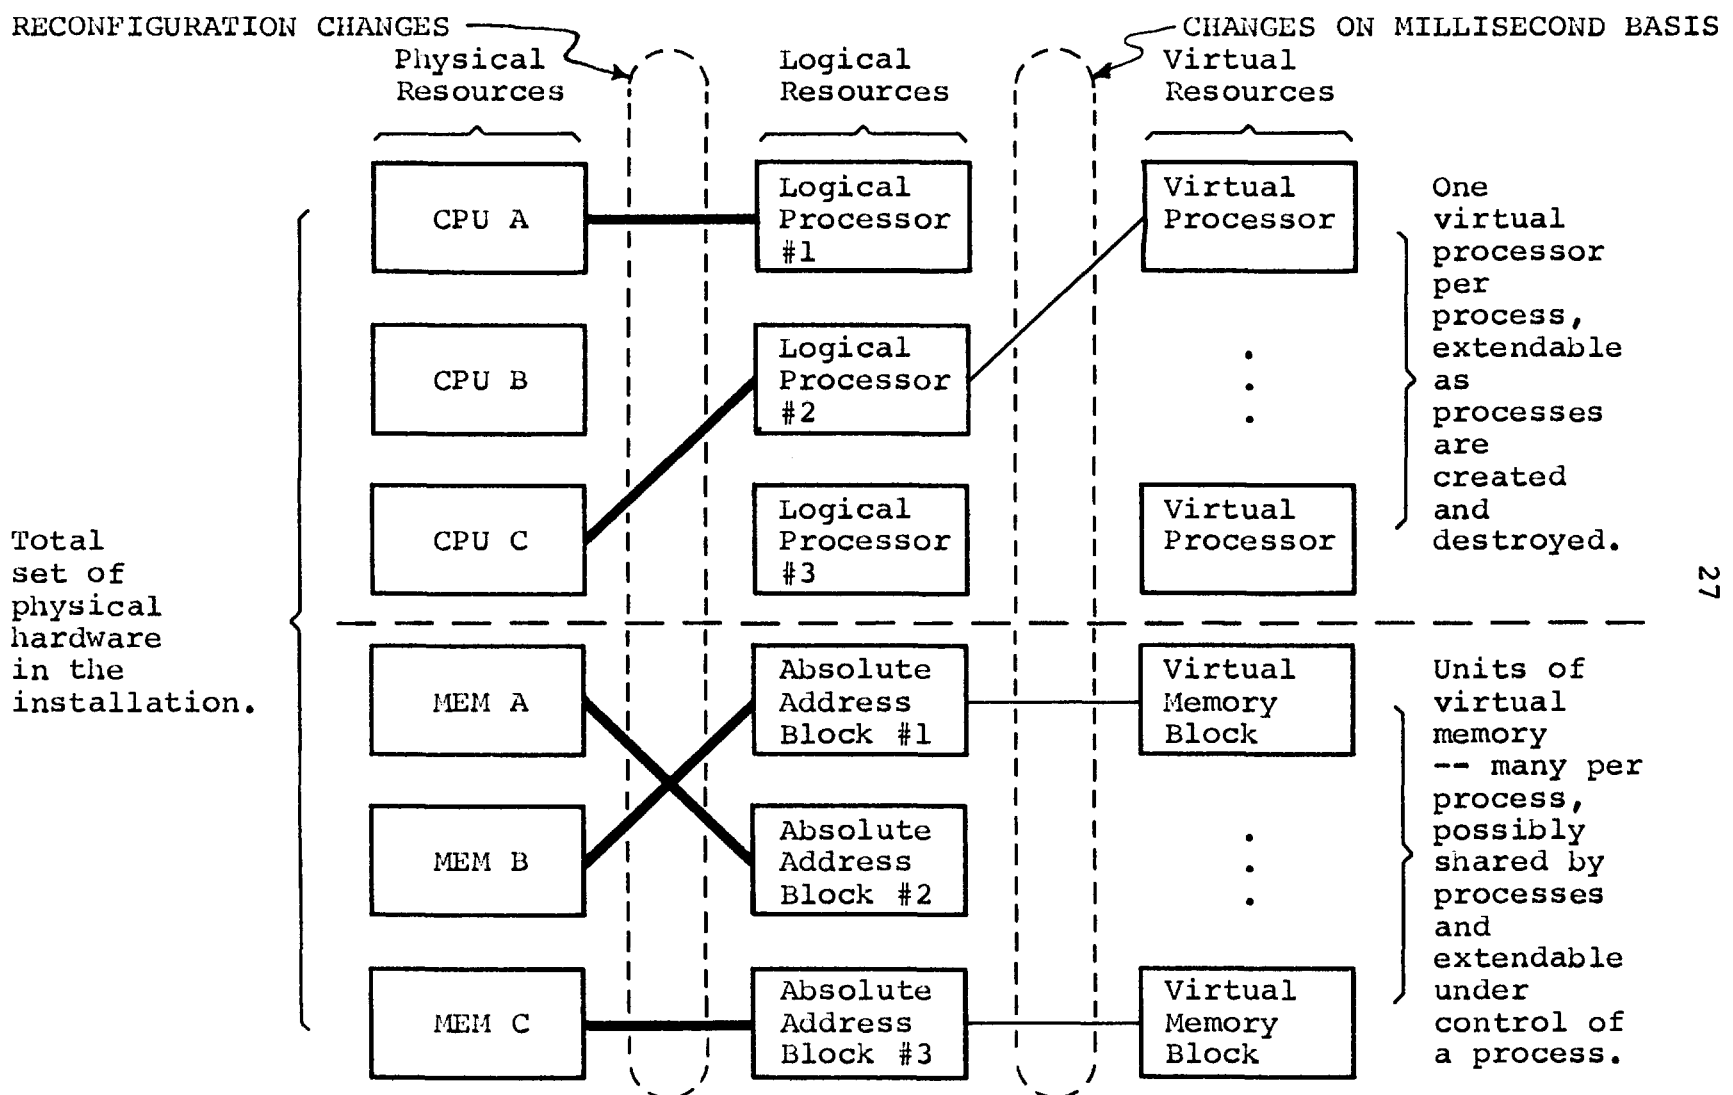 RECONFIGURATION CHANGES
CHANGES ON MILLISECOND BASIS
Physical
Resources
Logical
Resources
Virtual
Resources
CPU A
Logical
Processor
#1
Virtual
Processor
CPU B
Logical
Processor
#2
CPU C
Logical
Processor
#3
Virtual
Processor
One
virtual
processor
per
process,
extendable
as
processes
are
created
and
destroyed.
Total
set of
physical
hardware
in the
installation.
MEM A
Absolute
Address
Block #1
Virtual
Memory
Block
MEM B
Absolute
Address
Block #2
MEM C
Absolute
Address
Block #3
Virtual
Memory
Block
Units of
virtual
memory
-- many per
process,
possibly
shared by
processes
and
extendable
under
control of
a process.
27